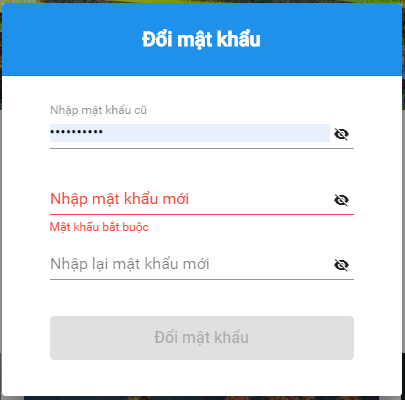 Đổi mật khẩu
Nhập mật khẩu cũ
••••••••••
Nhập mật khẩu mới
Mật khẩu bắt buộc
Nhập lại mật khẩu mới
Đổi mật khẩu